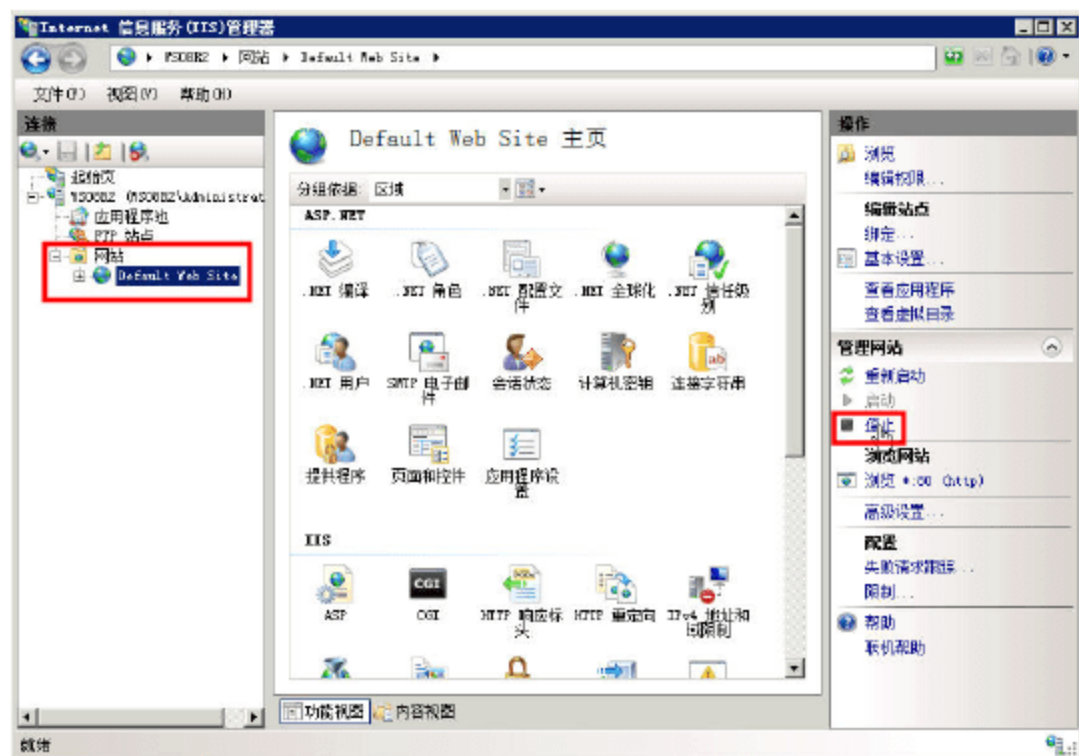 Internet 信息服务(IIS)管理器
WS08R2 网站 Default Web Site
文件(F) 视图(V) 帮助(H)
连接
起始页
WS08R2 (WS08R2\Administrat
应用程序池
FTP 站点
网站
Default Web Site
Default Web Site 主页
分组依据: 区域
ASP.NET
.NET 编译
.NET 角色
.NET 配置文件
.NET 全球化
.NET 信任级别
.NET 用户
SMTP 电子邮件
会话状态
计算机密钥
连接字符串
提供程序
页面和控件
应用程序设置
IIS
ASP
CGI
HTTP 响应标头
HTTP 重定向
IPv4 地址和域限制
功能视图 内容视图
操作
浏览
编辑权限...
编辑站点
绑定...
基本设置...
查看应用程序
查看虚拟目录
管理网站
重新启动
启动
停止
浏览网站
浏览 *:80 (http)
高级设置...
配置
失败请求跟踪...
限制...
帮助
联机帮助
就绪